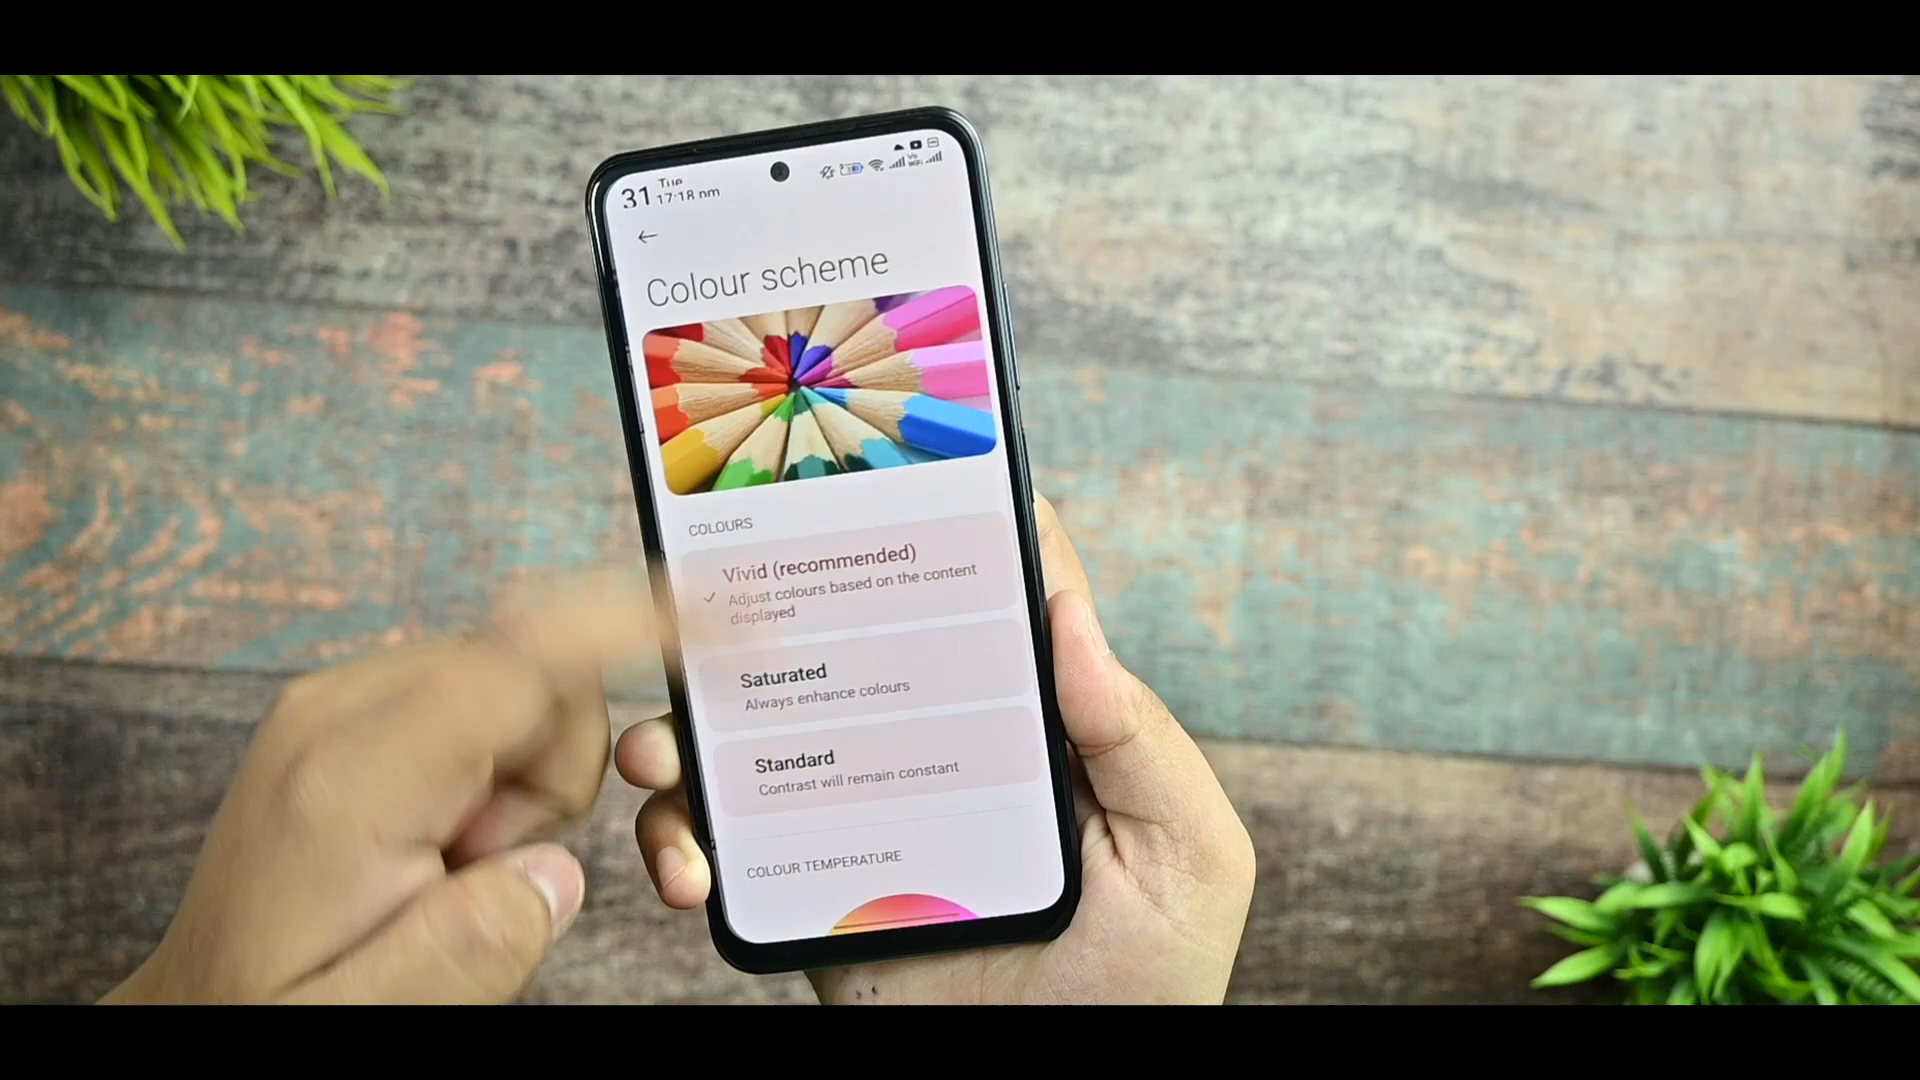 31 Tue
17:18 pm
Colour scheme
COLOURS
Vivid (recommended)
Adjust colours based on the content
displayed
Saturated
Always enhance colours
Standard
Contrast will remain constant
COLOUR TEMPERATURE